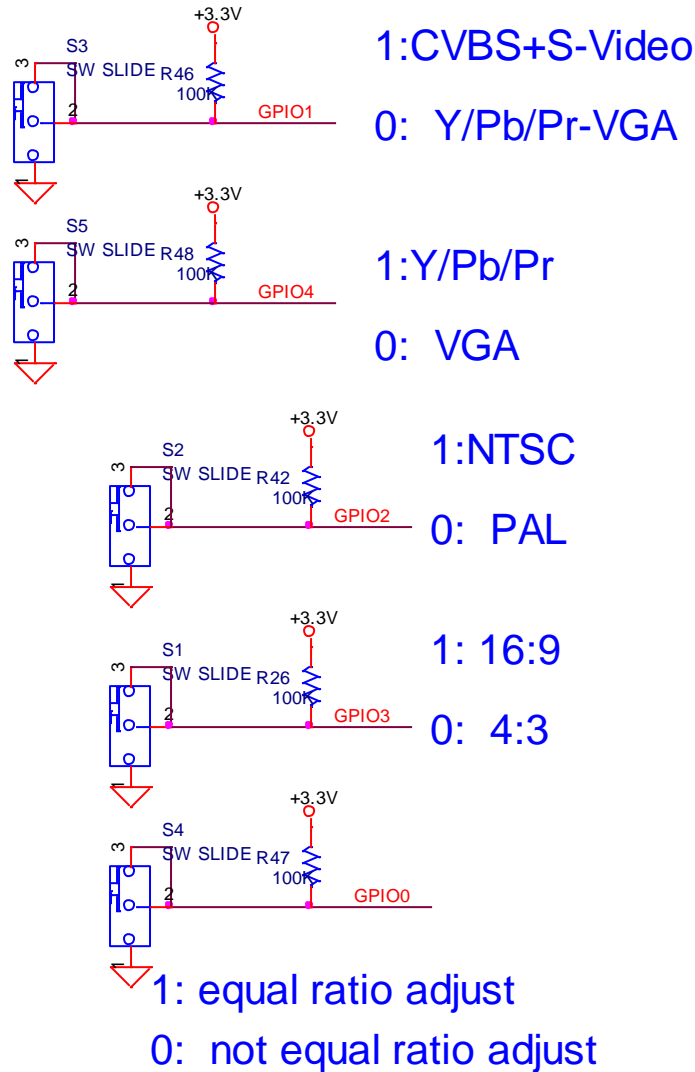 +3.3V
S3
SW SLIDE
R46
100K
3
2
1
GPIO1
1:CVBS+S-Video
0: Y/Pb/Pr-VGA
+3.3V
S5
SW SLIDE
R48
100K
3
2
1
GPIO4
1:Y/Pb/Pr
0: VGA
+3.3V
S2
SW SLIDE
R42
100K
3
2
1
GPIO2
1:NTSC
0: PAL
+3.3V
S1
SW SLIDE
R26
100K
3
2
1
GPIO3
1: 16:9
0: 4:3
+3.3V
S4
SW SLIDE
R47
100K
3
2
1
GPIO0
1: equal ratio adjust
0: not equal ratio adjust